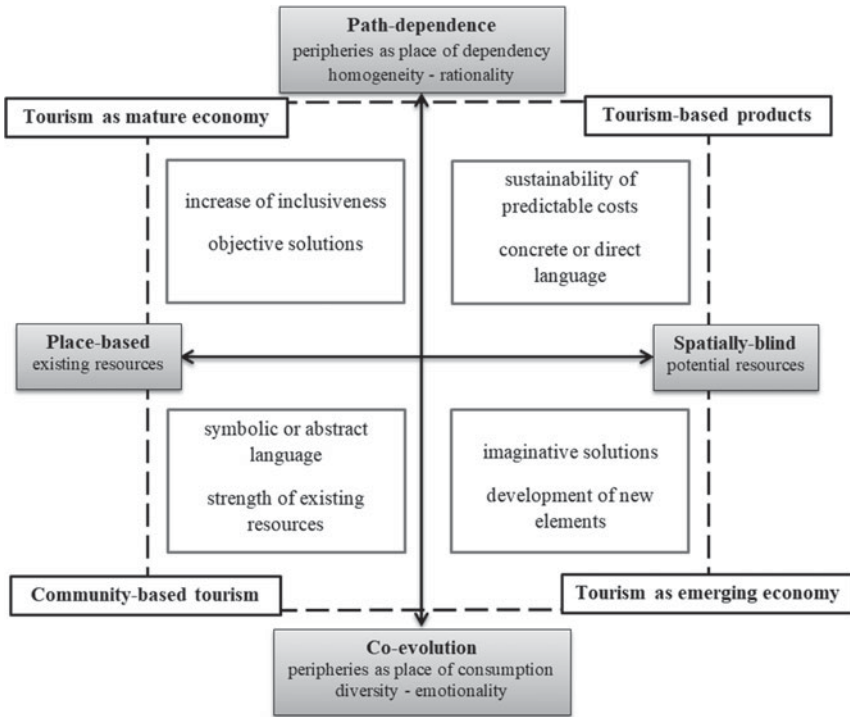 Path-dependence
peripheries as place of dependency
homogeneity - rationality
Tourism as mature economy
Tourism-based products
increase of inclusiveness
objective solutions
sustainability of
predictable costs
concrete or direct
language
Place-based
existing resources
Spatially-blind
potential resources
symbolic or abstract
language
strength of existing
resources
imaginative solutions
development of new
elements
Community-based tourism
Tourism as emerging economy
Co-evolution
peripheries as place of consumption
diversity - emotionality